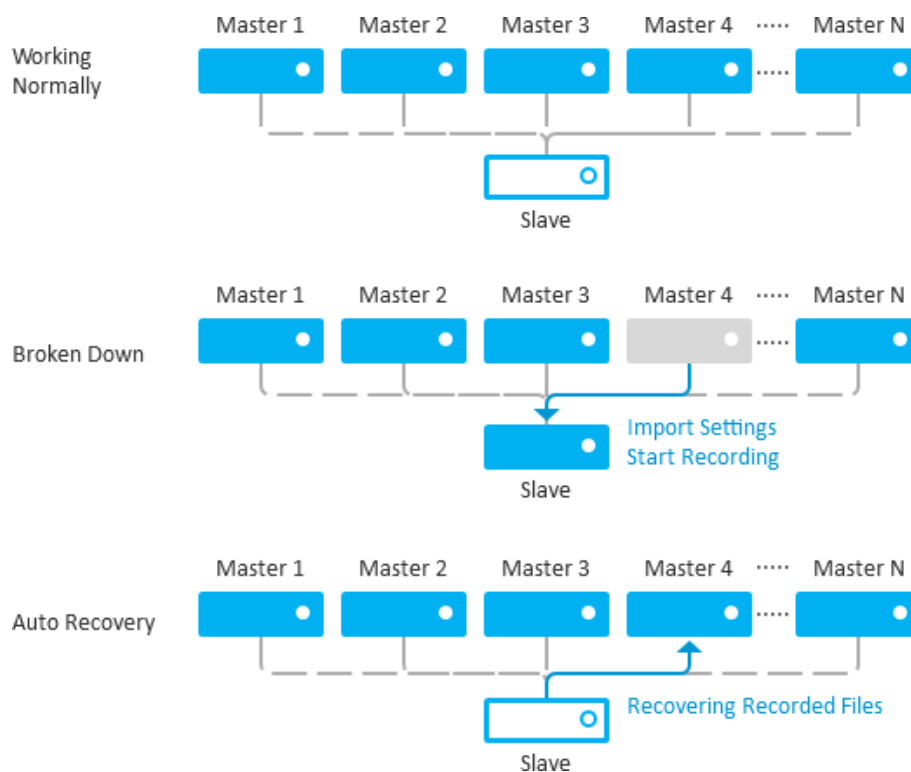 Master 1 Master 2 Master 3 Master 4 ····· Master N
Working
Normally
Slave
Master 1 Master 2 Master 3 Master 4 ····· Master N
Broken Down
Import Settings
Start Recording
Slave
Master 1 Master 2 Master 3 Master 4 ····· Master N
Auto Recovery
Recovering Recorded Files
Slave